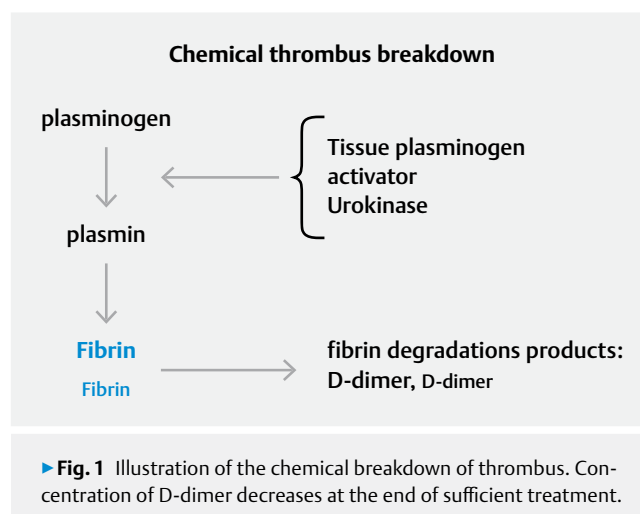 Chemical thrombus breakdown
plasminogen
Tissue plasminogen
activator
Urokinase
plasmin
Fibrin
Fibrin
fibrin degradations products:
D-dimer, D-dimer
▶Fig. 1 Illustration of the chemical breakdown of thrombus. Con-
centration of D-dimer decreases at the end of sufficient treatment.